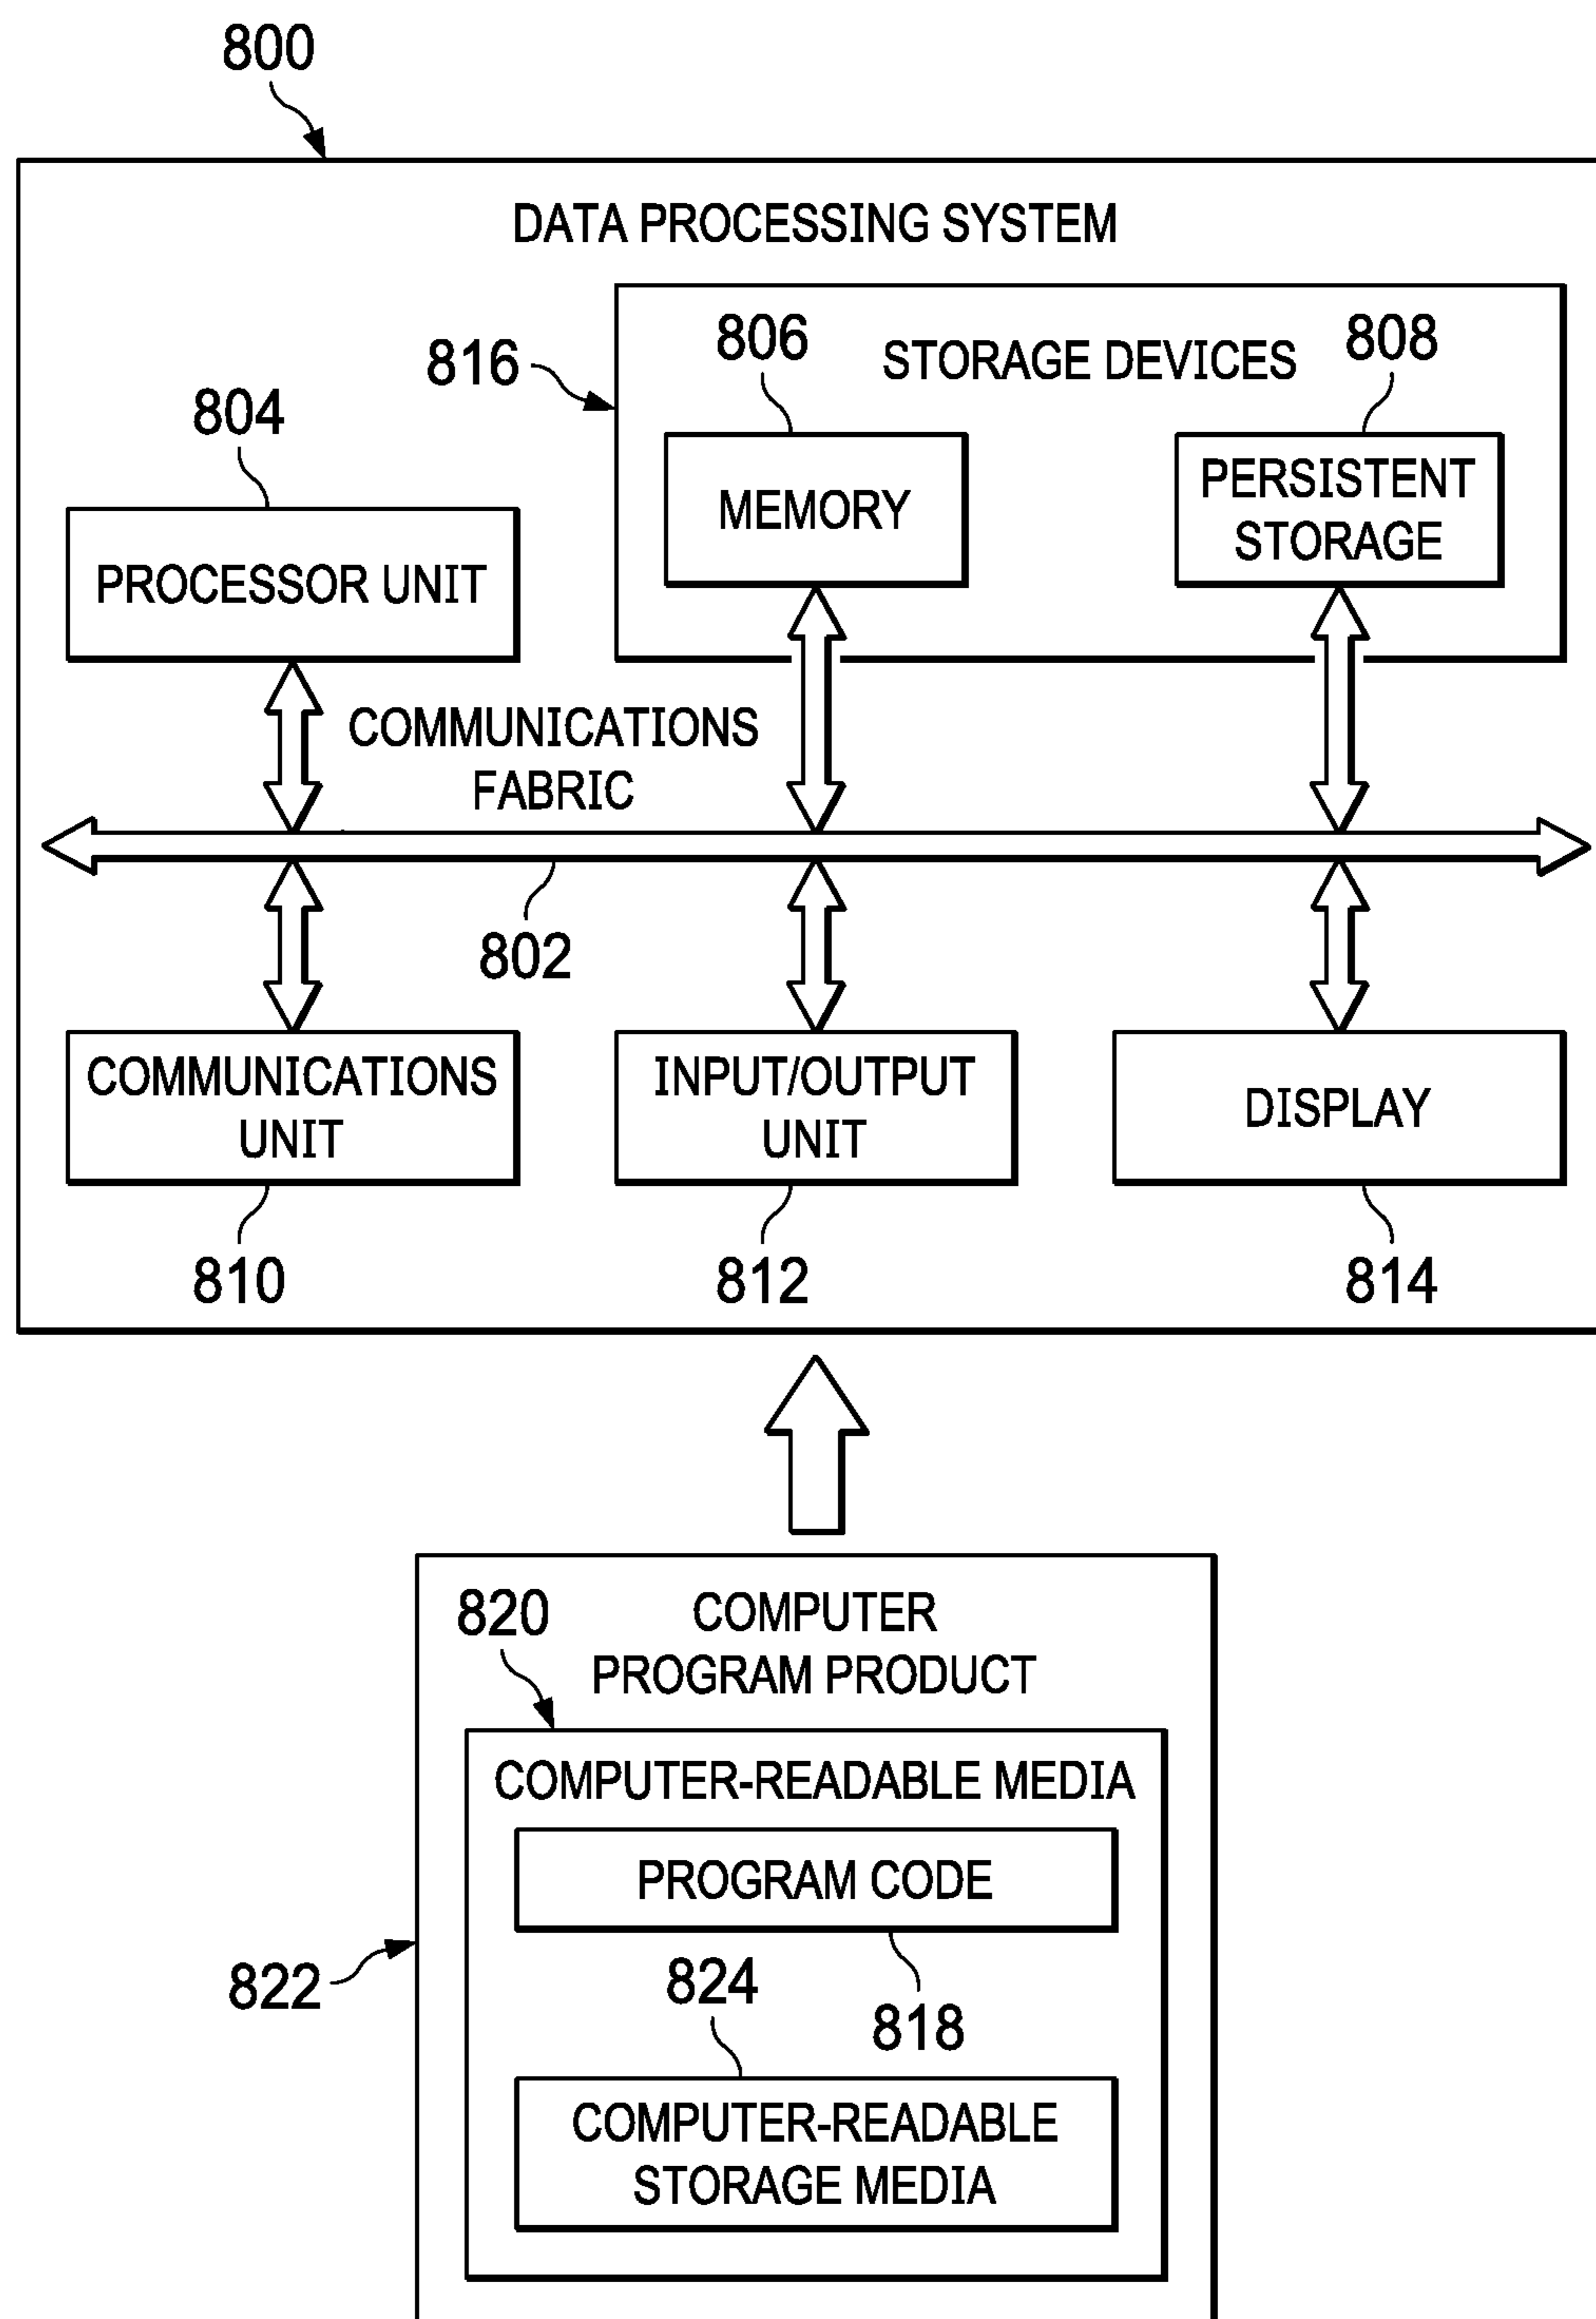 800
DATA PROCESSING SYSTEM
816
806
STORAGE DEVICES
808
804
MEMORY
PERSISTENT
STORAGE
PROCESSOR UNIT
COMMUNICATIONS
FABRIC
802
COMMUNICATIONS
UNIT
INPUT/OUTPUT
UNIT
DISPLAY
810
812
814
820
COMPUTER
PROGRAM PRODUCT
COMPUTER-READABLE MEDIA
PROGRAM CODE
822
824
818
COMPUTER-READABLE
STORAGE MEDIA